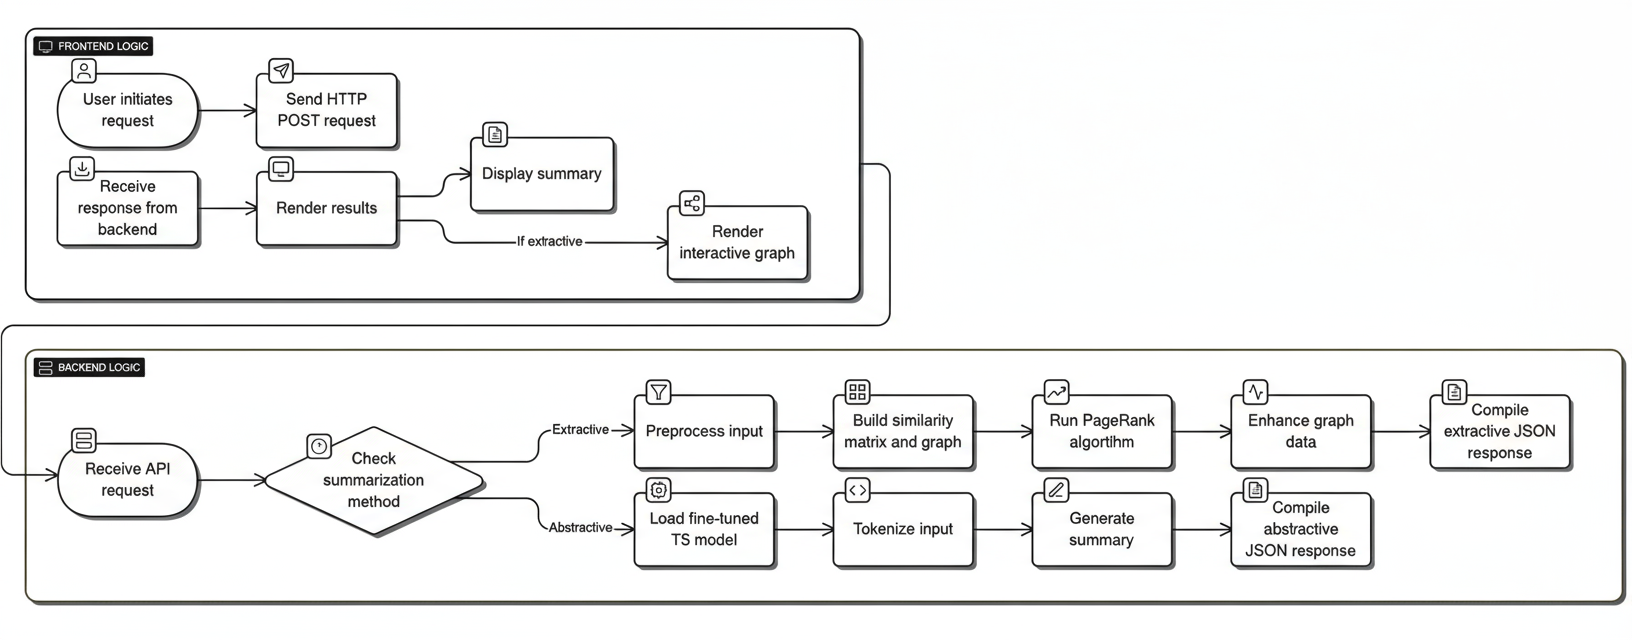 FRONTEND LOGIC
User initiates
request
Send HTTP
POST request
Receive
response from
backend
Render results
Display summary
If extractive
Render
interactive graph
BACKEND LOGIC
Receive API
request
Check
summarization
method
Extractive
Preprocess input
Build similarity
matrix and graph
Run PageRank
algortlhm
Enhance graph
data
Compile
extractive JSON
response
Abstractive
Load fine-tuned
TS model
Tokenize input
Generate
summary
Compile
abstractive
JSON response